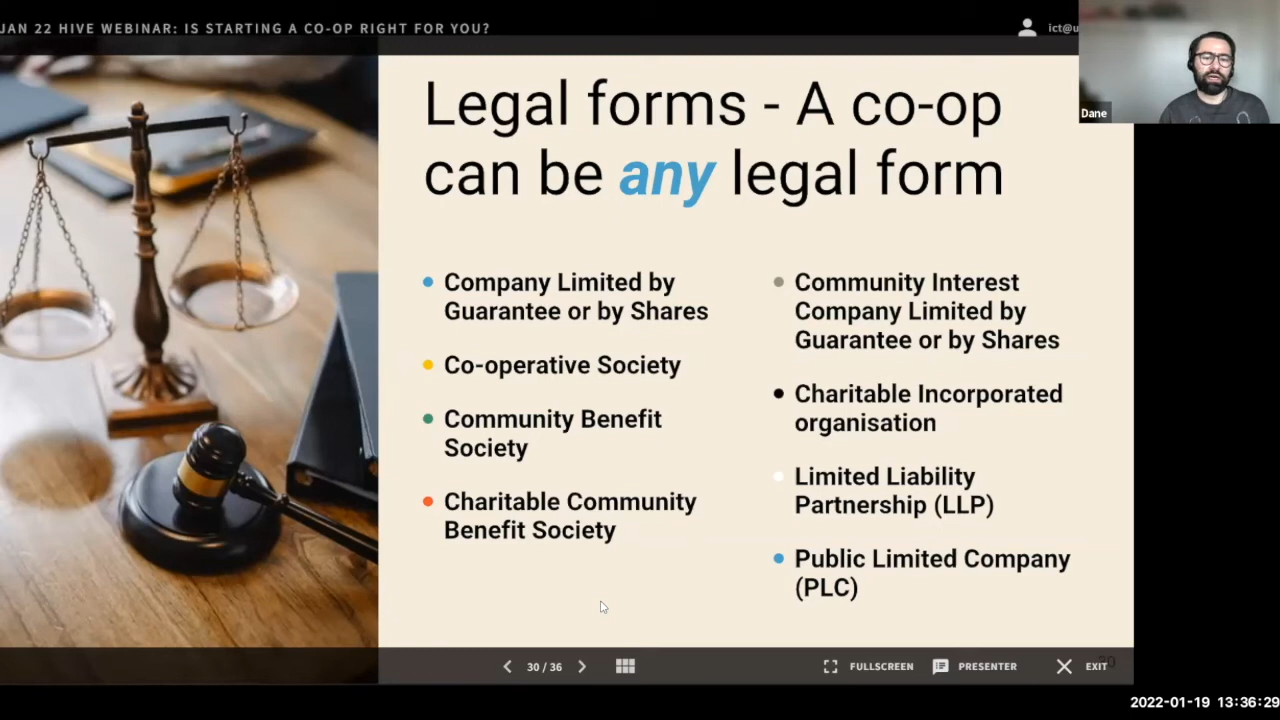 JAN 22 HIVE WEBINAR: IS STARTING A CO-OP RIGHT FOR YOU?
ict@u
Dane
Legal forms - A co-op
can be any legal form
Company Limited by
Guarantee or by Shares
Co-operative Society
Community Benefit
Society
Charitable Community
Benefit Society
Community Interest
Company Limited by
Guarantee or by Shares
Charitable Incorporated
organisation
Limited Liability
Partnership (LLP)
Public Limited Company
(PLC)
30 / 36
FULLSCREEN
PRESENTER
EXIT
2022-01-19 13:36:29